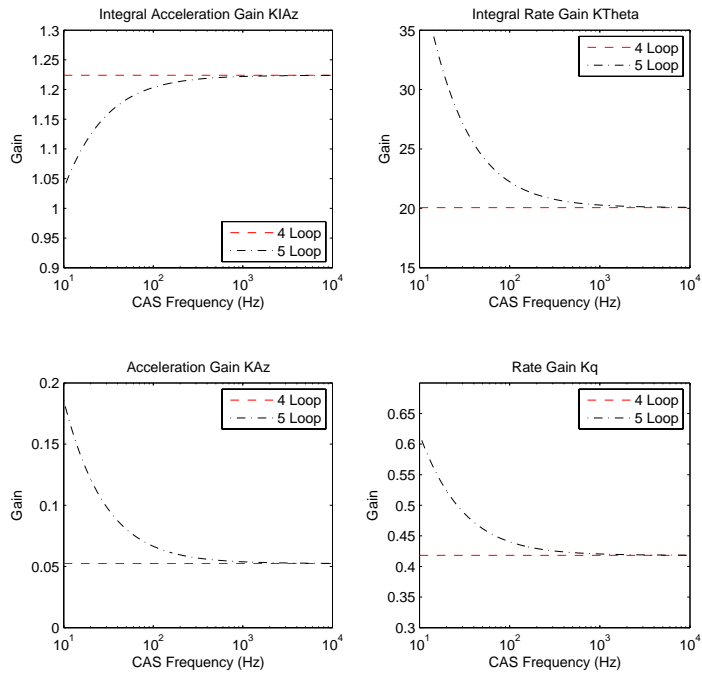 Integral Acceleration Gain KIAz
1.3
1.25
1.2
1.15
1.1
1.05
1
0.95
0.9
Gain
4 Loop
5 Loop
10^1
10^2
10^3
10^4
CAS Frequency (Hz)
Integral Rate Gain KTheta
35
30
25
20
15
Gain
4 Loop
5 Loop
10^1
10^2
10^3
10^4
CAS Frequency (Hz)
Acceleration Gain KAz
0.2
0.15
0.1
0.05
0
Gain
4 Loop
5 Loop
10^1
10^2
10^3
10^4
CAS Frequency (Hz)
Rate Gain Kq
0.65
0.6
0.55
0.5
0.45
0.4
0.35
0.3
Gain
4 Loop
5 Loop
10^1
10^2
10^3
10^4
CAS Frequency (Hz)